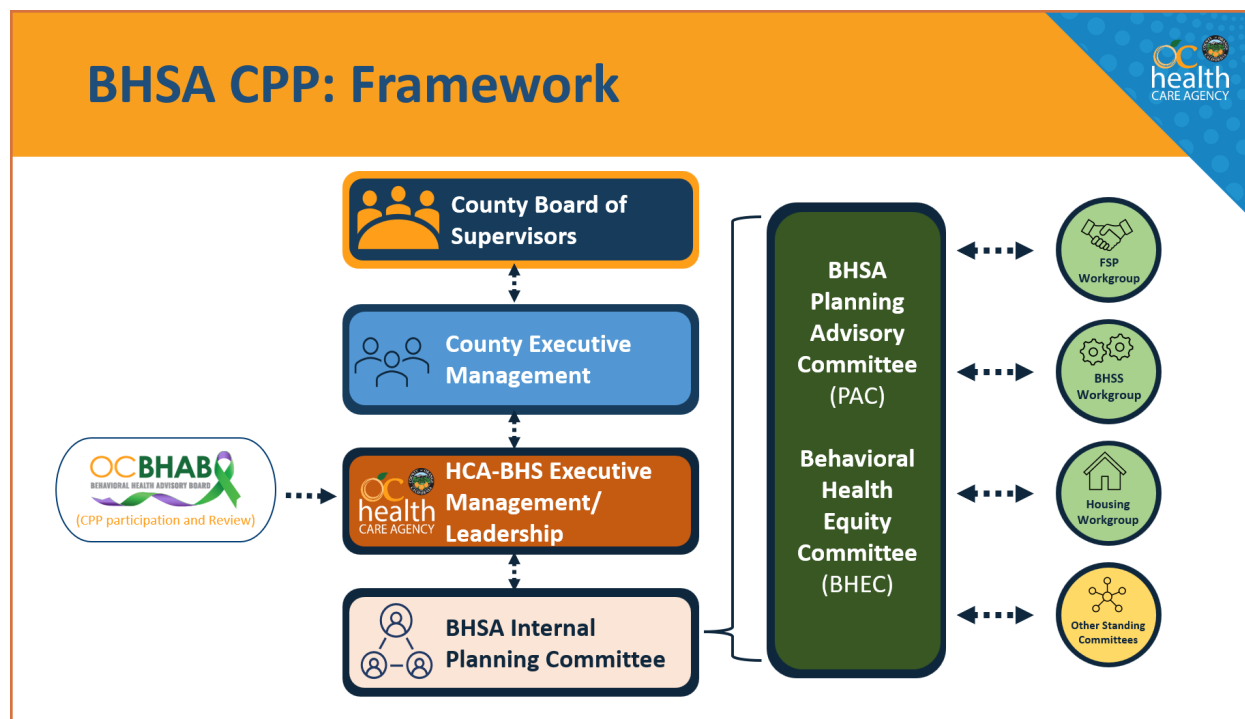 BHSA CPP: Framework
OC
health
CARE AGENCY
County Board of
Supervisors
County Executive
Management
OC BHAB
BEHAVIORAL HEALTH ADVISORY BOARD
(CPP participation and Review)
OC
health
CARE AGENCY
HCA-BHS Executive
Management/
Leadership
BHSA Internal
Planning Committee
BHSA
Planning
Advisory
Committee
(PAC)
Behavioral
Health
Equity
Committee
(BHEC)
FSP
Workgroup
BHSS
Workgroup
Housing
Workgroup
Other Standing
Committees